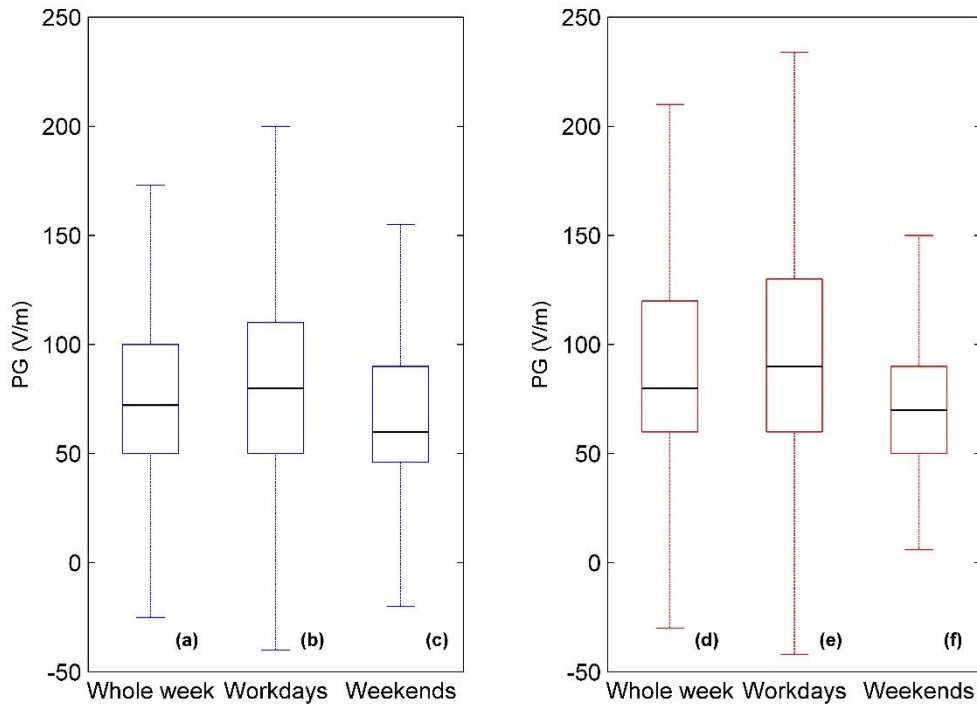 250
200
150
100
50
0
-50
PG (V/m)
(a)
(b)
(c)
Whole week
Workdays
Weekends
250
200
150
100
50
0
-50
PG (V/m)
(d)
(e)
(f)
Whole week
Workdays
Weekends